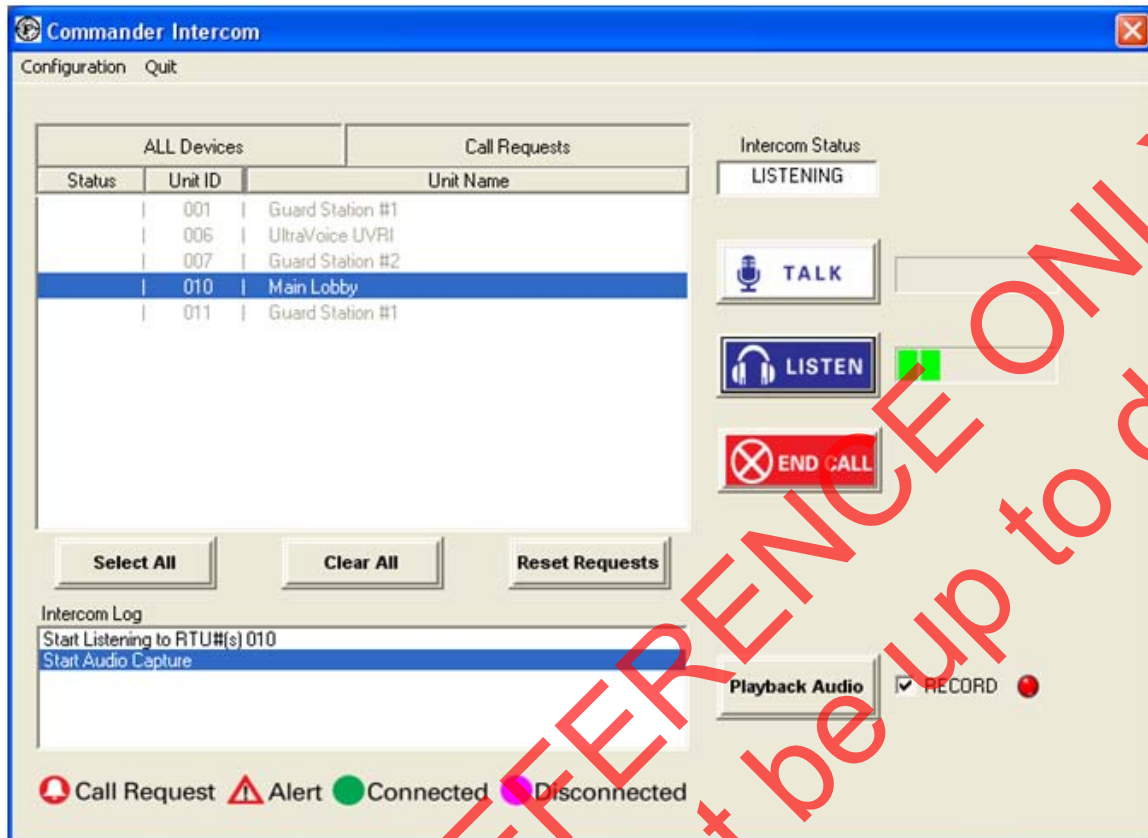 Commander Intercom
Configuration Quit
ALL Devices Call Requests
Status Unit ID Unit Name
| 001 | Guard Station #1
| 006 | UltraVoice UVRI
| 007 | Guard Station #2
| 010 | Main Lobby
| 011 | Guard Station #1
Intercom Status
LISTENING
TALK
LISTEN
END CALL
Select All Clear All Reset Requests
Intercom Log
Start Listening to RTU#(s) 010
Start Audio Capture
Playback Audio RECORD
Call Request Alert Connected Disconnected
be up to